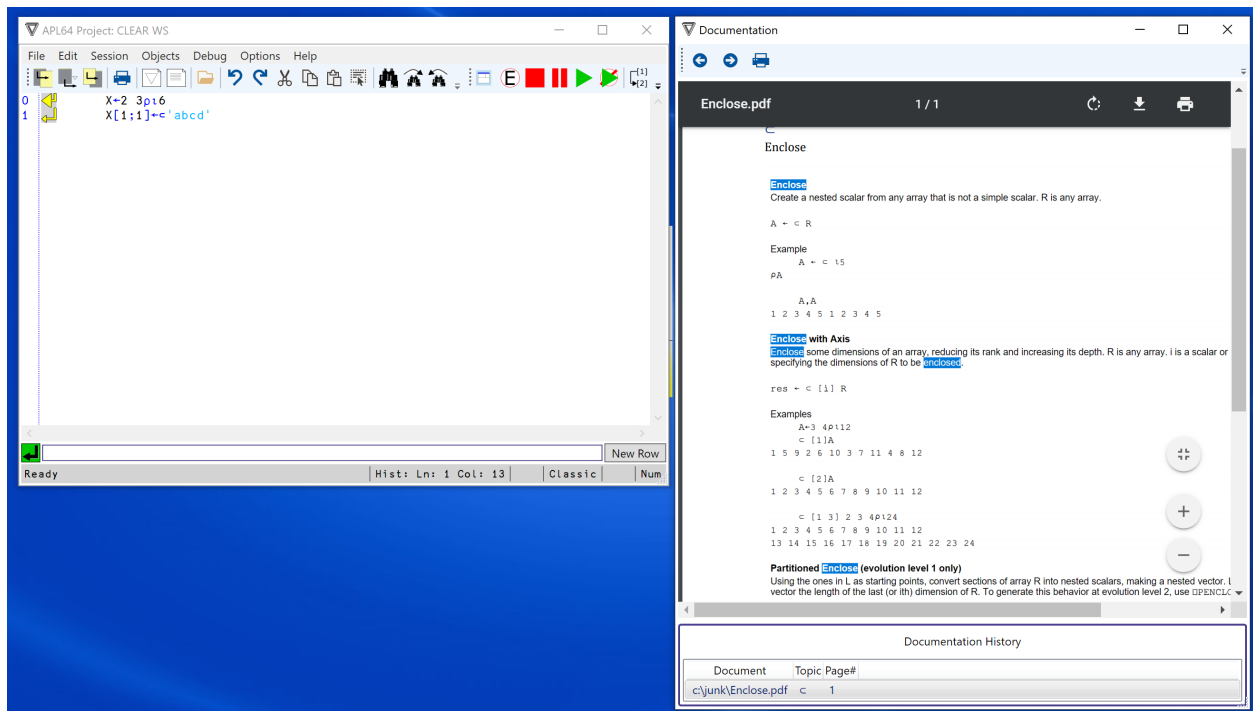 APL64 Project: CLEAR WS
File Edit Session Objects Debug Options Help
E
[1]
[2]
0 X←2 3⍴⍳6
1 X[1;1]←⊂'abcd'
New Row
Ready Hist: Ln: 1 Col: 13 Classic Num
Documentation
Enclose.pdf 1 / 1
⊂
Enclose
Enclose
Create a nested scalar from any array that is not a simple scalar. R is any array.
A ← ⊂ R
Example
A ← ⊂ ⍳5
⍴A
A,A
1 2 3 4 5 1 2 3 4 5
Enclose with Axis
Enclose some dimensions of an array, reducing its rank and increasing its depth. R is any array. i is a scalar or
specifying the dimensions of R to be enclosed.
res ← ⊂ [i] R
Examples
A←3 4⍴⍳12
⊂ [1]A
1 5 9 2 6 10 3 7 11 4 8 12
⊂ [2]A
1 2 3 4 5 6 7 8 9 10 11 12
⊂ [1 3] 2 3 4⍴⍳24
1 2 3 4 5 6 7 8 9 10 11 12
13 14 15 16 17 18 19 20 21 22 23 24
Partitioned Enclose (evolution level 1 only)
Using the ones in L as starting points, convert sections of array R into nested scalars, making a nested vector. L
vector the length of the last (or ith) dimension of R. To generate this behavior at evolution level 2, use ⎕PENCLO
Documentation History
Document Topic Page#
c:\junk\Enclose.pdf ⊂ 1